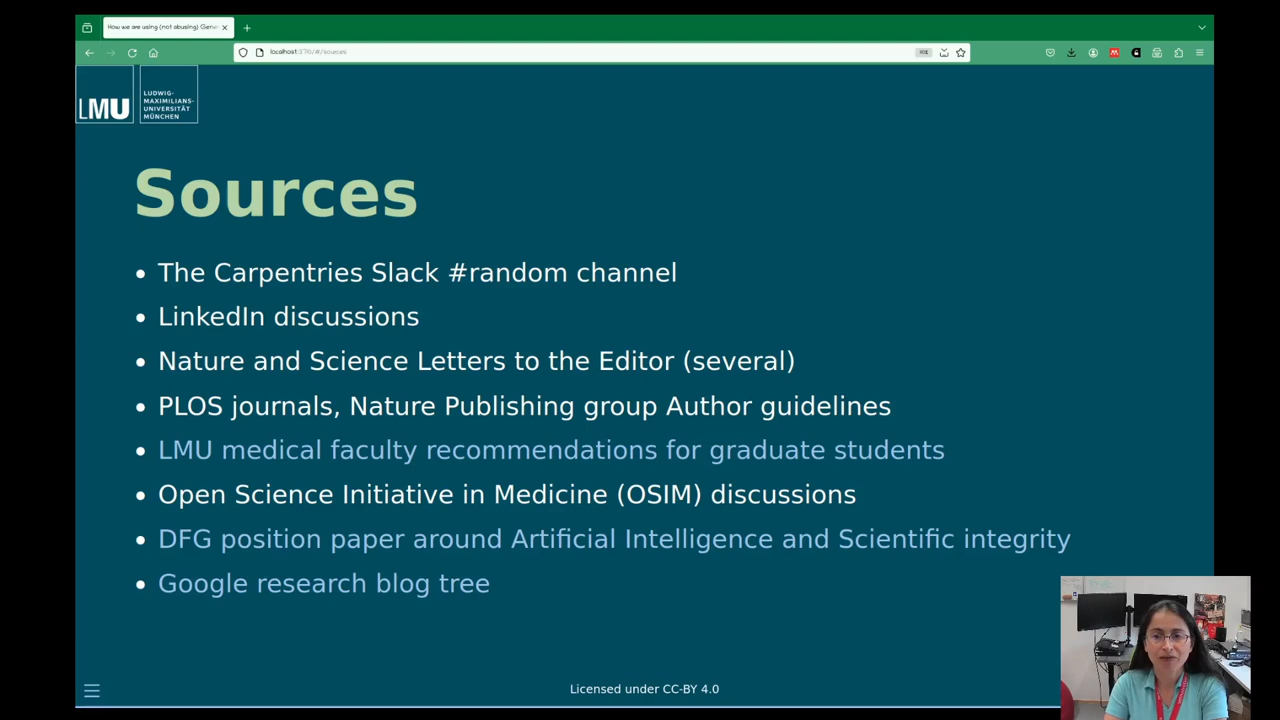 How we are using (not abusing) Gener
localhost
/#/sources
LMU
LUDWIG-
MAXIMILIANS-
UNIVERSITÄT
MÜNCHEN
Sources
• The Carpentries Slack #random channel
• LinkedIn discussions
• Nature and Science Letters to the Editor (several)
• PLOS journals, Nature Publishing group Author guidelines
• LMU medical faculty recommendations for graduate students
• Open Science Initiative in Medicine (OSIM) discussions
• DFG position paper around Artificial Intelligence and Scientific integrity
• Google research blog tree
Licensed under CC-BY 4.0